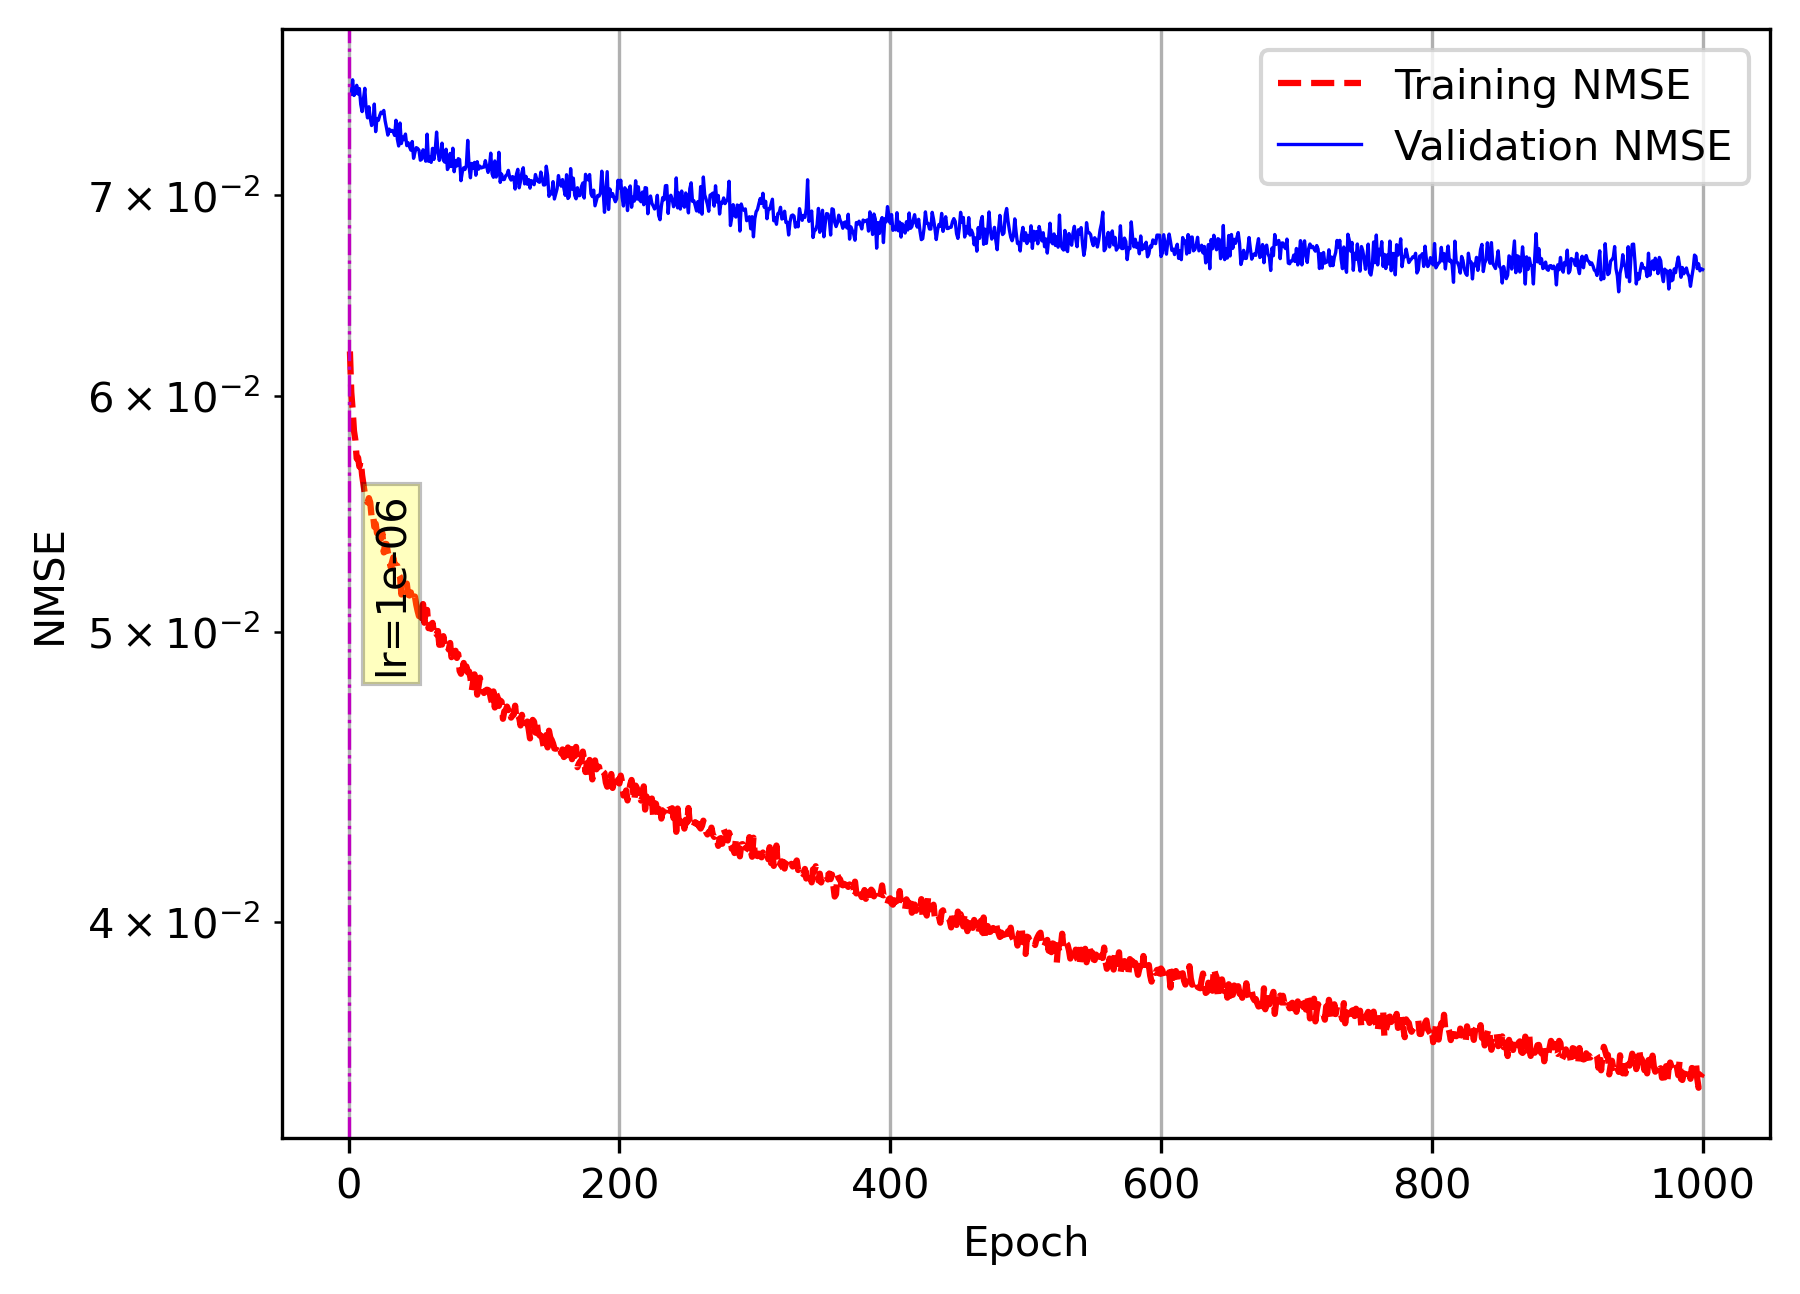 Training NMSE
Validation NMSE
7 × 10⁻²
6 × 10⁻²
5 × 10⁻²
4 × 10⁻²
NMSE
lr=1e-06
0 200 400 600 800 1000
Epoch